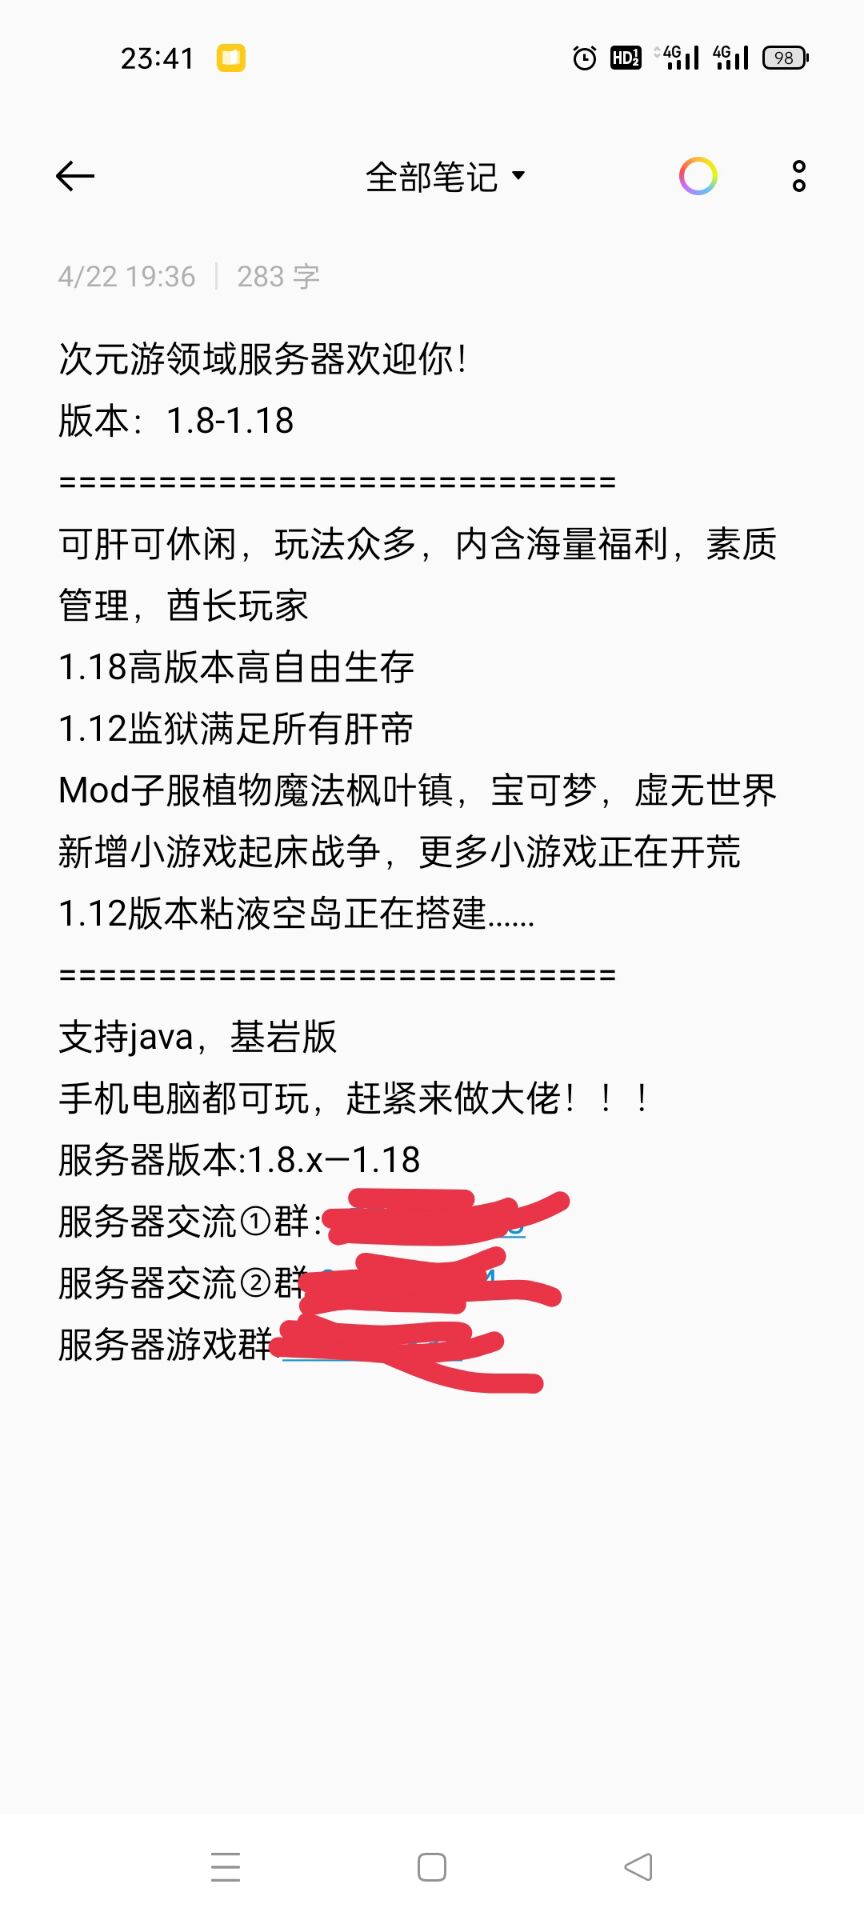 23:41
HD1 2 4G 4G 98
全部笔记
4/22 19:36 | 283 字
次元游领域服务器欢迎你！
版本：1.8-1.18
============================
可肝可休闲，玩法众多，内含海量福利，素质
管理，酋长玩家
1.18高版本高自由生存
1.12监狱满足所有肝帝
Mod子服植物魔法枫叶镇，宝可梦，虚无世界
新增小游戏起床战争，更多小游戏正在开荒
1.12版本粘液空岛正在搭建......
============================
支持java，基岩版
手机电脑都可玩，赶紧来做大佬！！！
服务器版本:1.8.x—1.18
服务器交流①群:
服务器交流②群
服务器游戏群